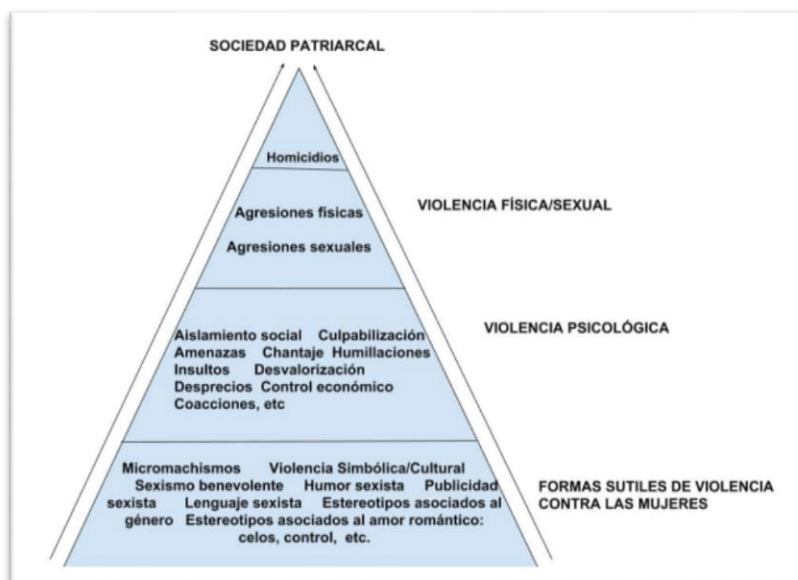 SOCIEDAD PATRIARCAL
Homicidios
Agresiones físicas
Agresiones sexuales
VIOLENCIA FÍSICA/SEXUAL
Aislamiento social Culpabilización
Amenazas Chantaje Humillaciones
Insultos Desvalorización
Desprecios Control económico
Coacciones, etc
VIOLENCIA PSICOLÓGICA
Micromachismos Violencia Simbólica/Cultural
Sexismo benevolente Humor sexista Publicidad
sexista Lenguaje sexista Estereotipos asociados al
género Estereotipos asociados al amor romántico:
celos, control, etc.
FORMAS SUTILES DE VIOLENCIA
CONTRA LAS MUJERES